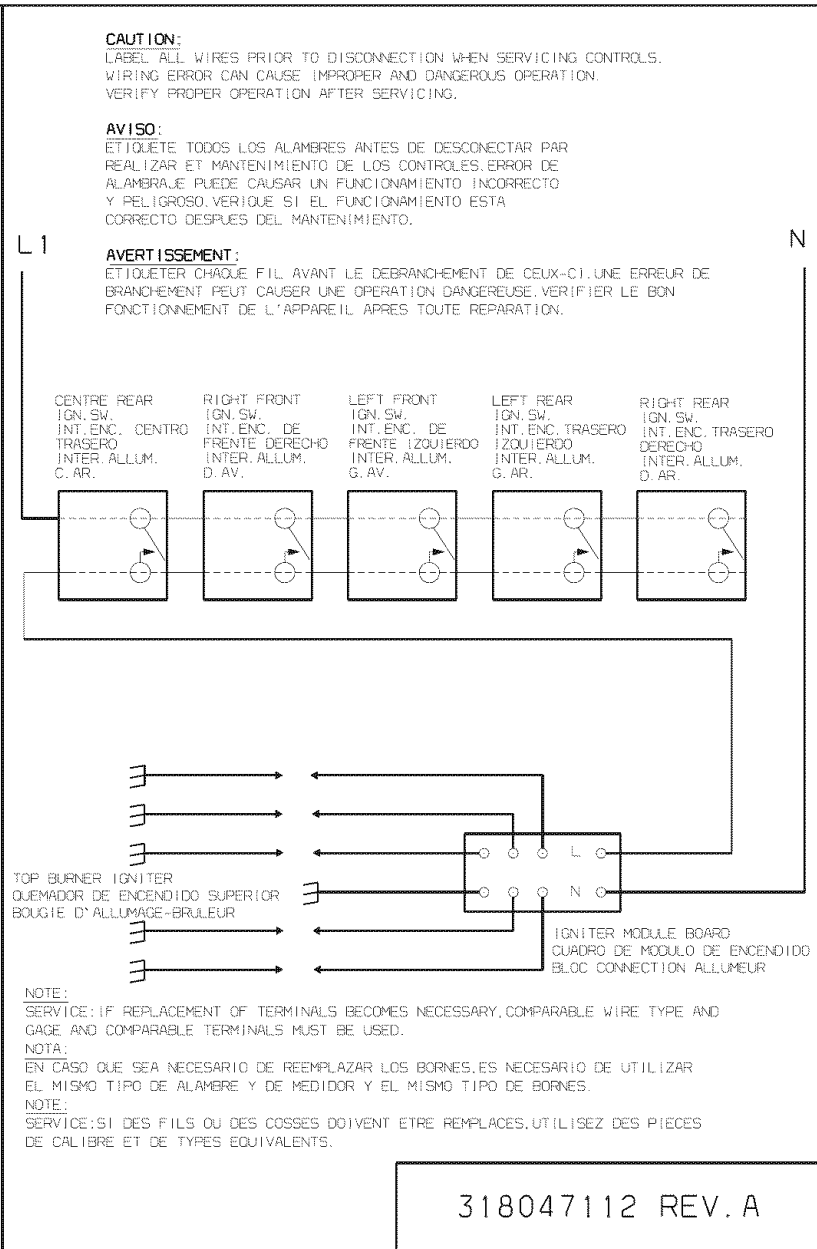 CAUTION:
LABEL ALL WIRES PRIOR TO DISCONNECTION WHEN SERVICING CONTROLS.
WIRING ERROR CAN CAUSE IMPROPER AND DANGEROUS OPERATION.
VERIFY PROPER OPERATION AFTER SERVICING.
AVISO:
ETIQUETE TODOS LOS ALAMBRES ANTES DE DESCONECTAR PAR
REALIZAR ET MANTENIMIENTO DE LOS CONTROLES. ERROR DE
ALAMBRAJE PUEDE CAUSAR UN FUNCIONAMIENTO INCORRECTO
Y PELIGROSO. VERIQUE SI EL FUNCIONAMIENTO ESTA
CORRECTO DESPUES DEL MANTENIMIENTO.
L1
N
AVERTISSEMENT:
ETIQUETER CHAQUE FIL AVANT LE DEBRANCHEMENT DE CEUX-CI. UNE ERREUR DE
BRANCHEMENT PEUT CAUSER UNE OPERATION DANGEREUSE. VERIFIER LE BON
FONCTIONNEMENT DE L'APPAREIL APRES TOUTE REPARATION.
CENTRE REAR
IGN. SW.
INT. ENC. CENTRO
TRASERO
INTER. ALLUM.
C. AR.
RIGHT FRONT
IGN. SW.
INT. ENC. DE
FRENTE DERECHO
INTER. ALLUM.
D. AV.
LEFT FRONT
IGN. SW.
INT. ENC. DE
FRENTE IZQUIERDO
INTER. ALLUM.
G. AV.
LEFT REAR
IGN. SW.
INT. ENC. TRASERO
IZQUIERDO
INTER. ALLUM.
G. AR.
RIGHT REAR
IGN. SW.
INT. ENC. TRASERO
DERECHO
INTER. ALLUM.
D. AR.
L
N
TOP BURNER IGNITER
QUEMADOR DE ENCENDIDO SUPERIOR
BOUGIE D'ALLUMAGE-BRULEUR
IGNITER MODULE BOARD
CUADRO DE MODULO DE ENCENDIDO
BLOC CONNECTION ALLUMEUR
NOTE:
SERVICE: IF REPLACEMENT OF TERMINALS BECOMES NECESSARY, COMPARABLE WIRE TYPE AND
GAGE AND COMPARABLE TERMINALS MUST BE USED.
NOTA:
EN CASO QUE SEA NECESARIO DE REEMPLAZAR LOS BORNES, ES NECESARIO DE UTILIZAR
EL MISMO TIPO DE ALAMBRE Y DE MEDIDOR Y EL MISMO TIPO DE BORNES.
NOTE:
SERVICE: SI DES FILS OU DES COSSES DOIVENT ETRE REMPLACES, UTILISEZ DES PIECES
DE CALIBRE ET DE TYPES EQUIVALENTS.
318047112 REV. A